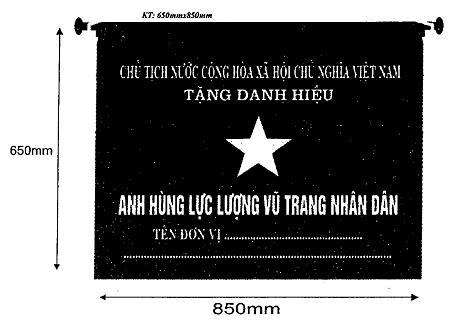 KT: 650mmx850mm
CHỦ TỊCH NƯỚC CỘNG HÒA XÃ HỘI CHỦ NGHĨA VIỆT NAM
TẶNG DANH HIỆU
650mm
ANH HÙNG LỰC LƯỢNG VŨ TRANG NHÂN DÂN
TÊN ĐƠN VỊ ........................................
................................................................................
850mm